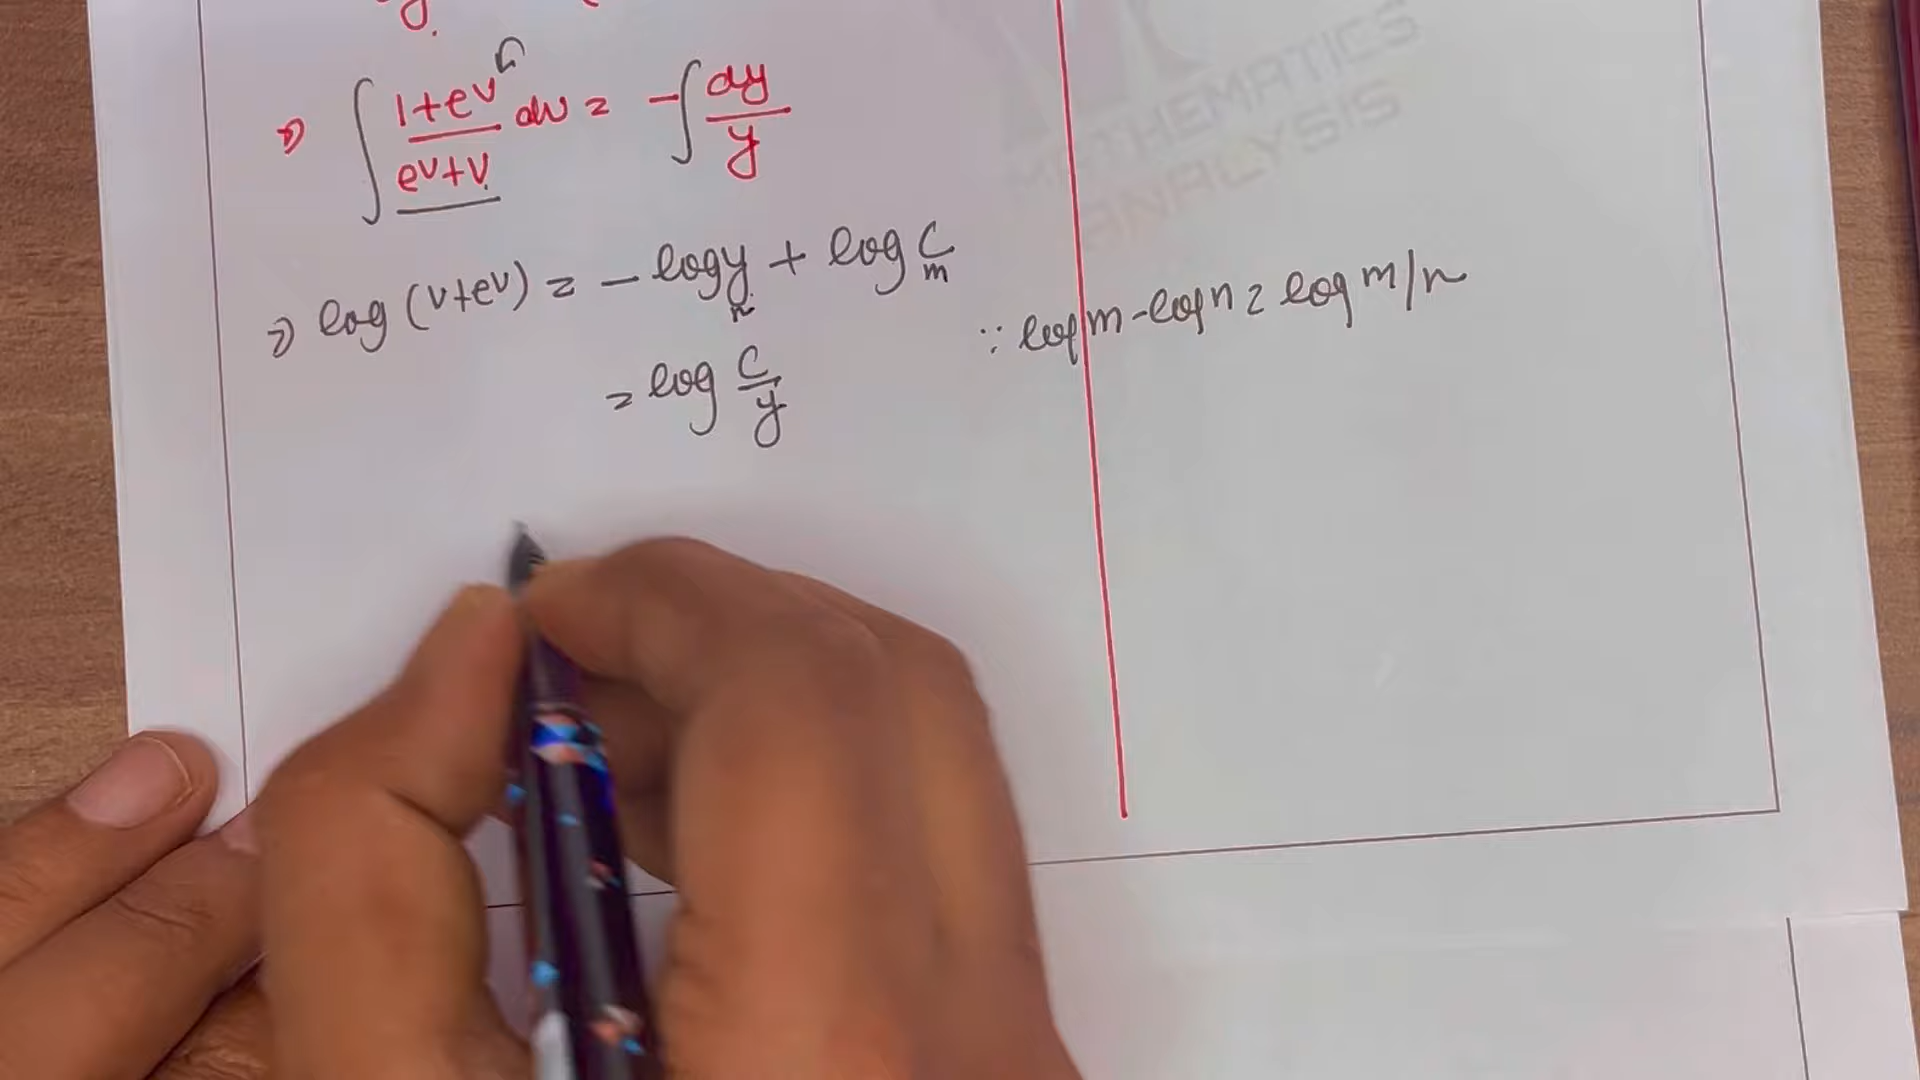 ⇒ ∫ 1+e^v / e^v+v dv = -∫ dy/y
⇒ log (v+e^v) = - log y + log c
n m
∵ log m - log n = log m/n
= log c/y
MATHEMATICS
ANALYSIS